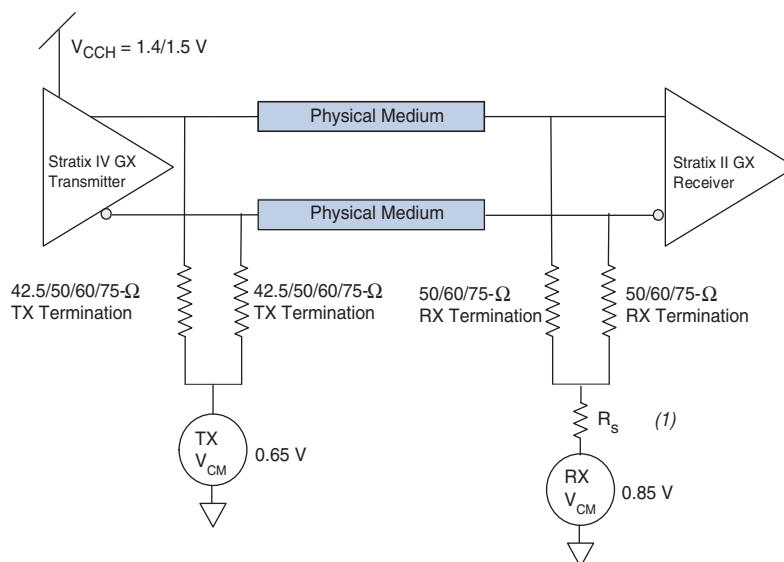 V_CCH = 1.4/1.5 V
Physical Medium
Stratix IV GX
Transmitter
Stratix II GX
Receiver
Physical Medium
42.5/50/60/75-Ω
TX Termination
42.5/50/60/75-Ω
TX Termination
50/60/75-Ω
RX Termination
50/60/75-Ω
RX Termination
R_s (1)
TX
V_CM
0.65 V
RX
V_CM
0.85 V